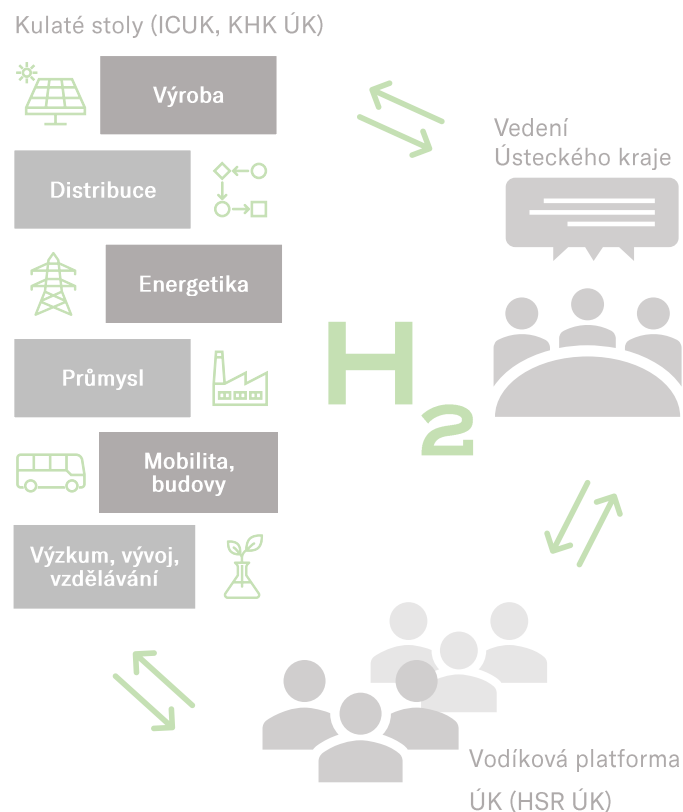 Kulaté stoly (ICUK, KHK ÚK)
Výroba
Distribuce
Energetika
Průmysl
Mobilita,
budovy
Výzkum, vývoj,
vzdělávání
Vedení
Ústeckého kraje
H2
Vodíková platforma
ÚK (HSR ÚK)